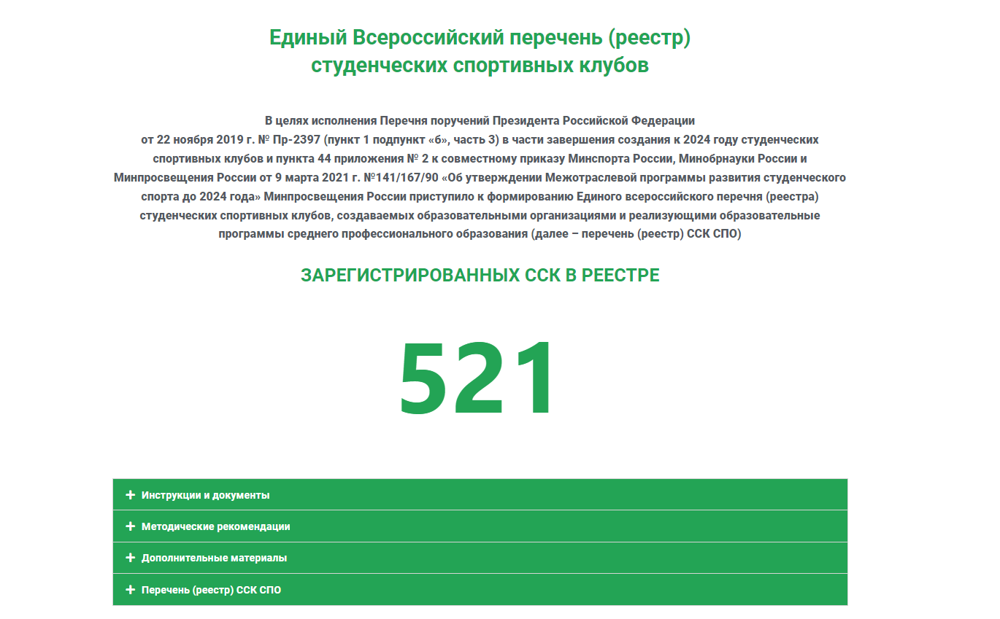 Единый Всероссийский перечень (реестр)
студенческих спортивных клубов
В целях исполнения Перечня поручений Президента Российской Федерации
от 22 ноября 2019 г. № Пр-2397 (пункт 1 подпункт «б», часть 3) в части завершения создания к 2024 году студенческих
спортивных клубов и пункта 44 приложения № 2 к совместному приказу Минспорта России, Минобрнауки России и
Минпросвещения России от 9 марта 2021 г. №141/167/90 «Об утверждении Межотраслевой программы развития студенческого
спорта до 2024 года» Минпросвещения России приступило к формированию Единого всероссийского перечня (реестра)
студенческих спортивных клубов, создаваемых образовательными организациями и реализующими образовательные
программы среднего профессионального образования (далее – перечень (реестр) ССК СПО)
ЗАРЕГИСТРИРОВАННЫХ ССК В РЕЕСТРЕ
521
+ Инструкции и документы
+ Методические рекомендации
+ Дополнительные материалы
+ Перечень (реестр) ССК СПО